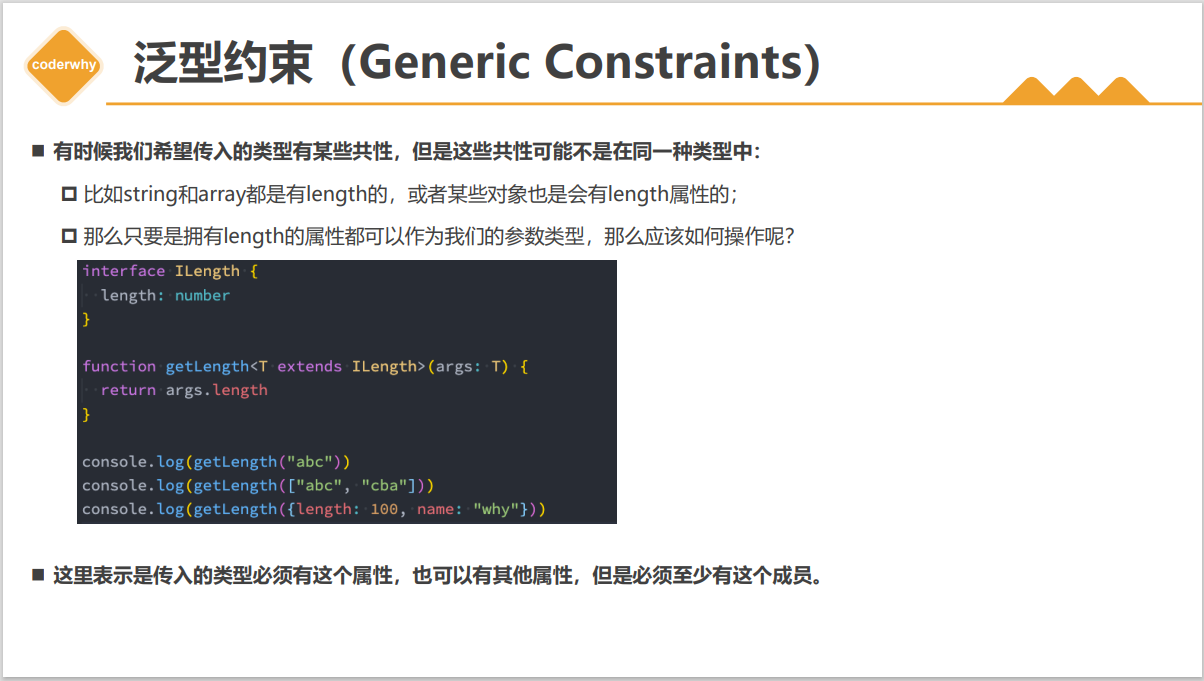 coderwhy
泛型约束（Generic Constraints）
有时候我们希望传入的类型有某些共性，但是这些共性可能不是在同一种类型中：
比如string和array都是有length的，或者某些对象也是会有length属性的；
那么只要是拥有length的属性都可以作为我们的参数类型，那么应该如何操作呢？
interface ILength {
  length: number
}
function getLength<T extends ILength>(args: T) {
  return args.length
}
console.log(getLength("abc"))
console.log(getLength(["abc", "cba"]))
console.log(getLength({length: 100, name: "why"}))
这里表示是传入的类型必须有这个属性，也可以有其他属性，但是必须至少有这个成员。